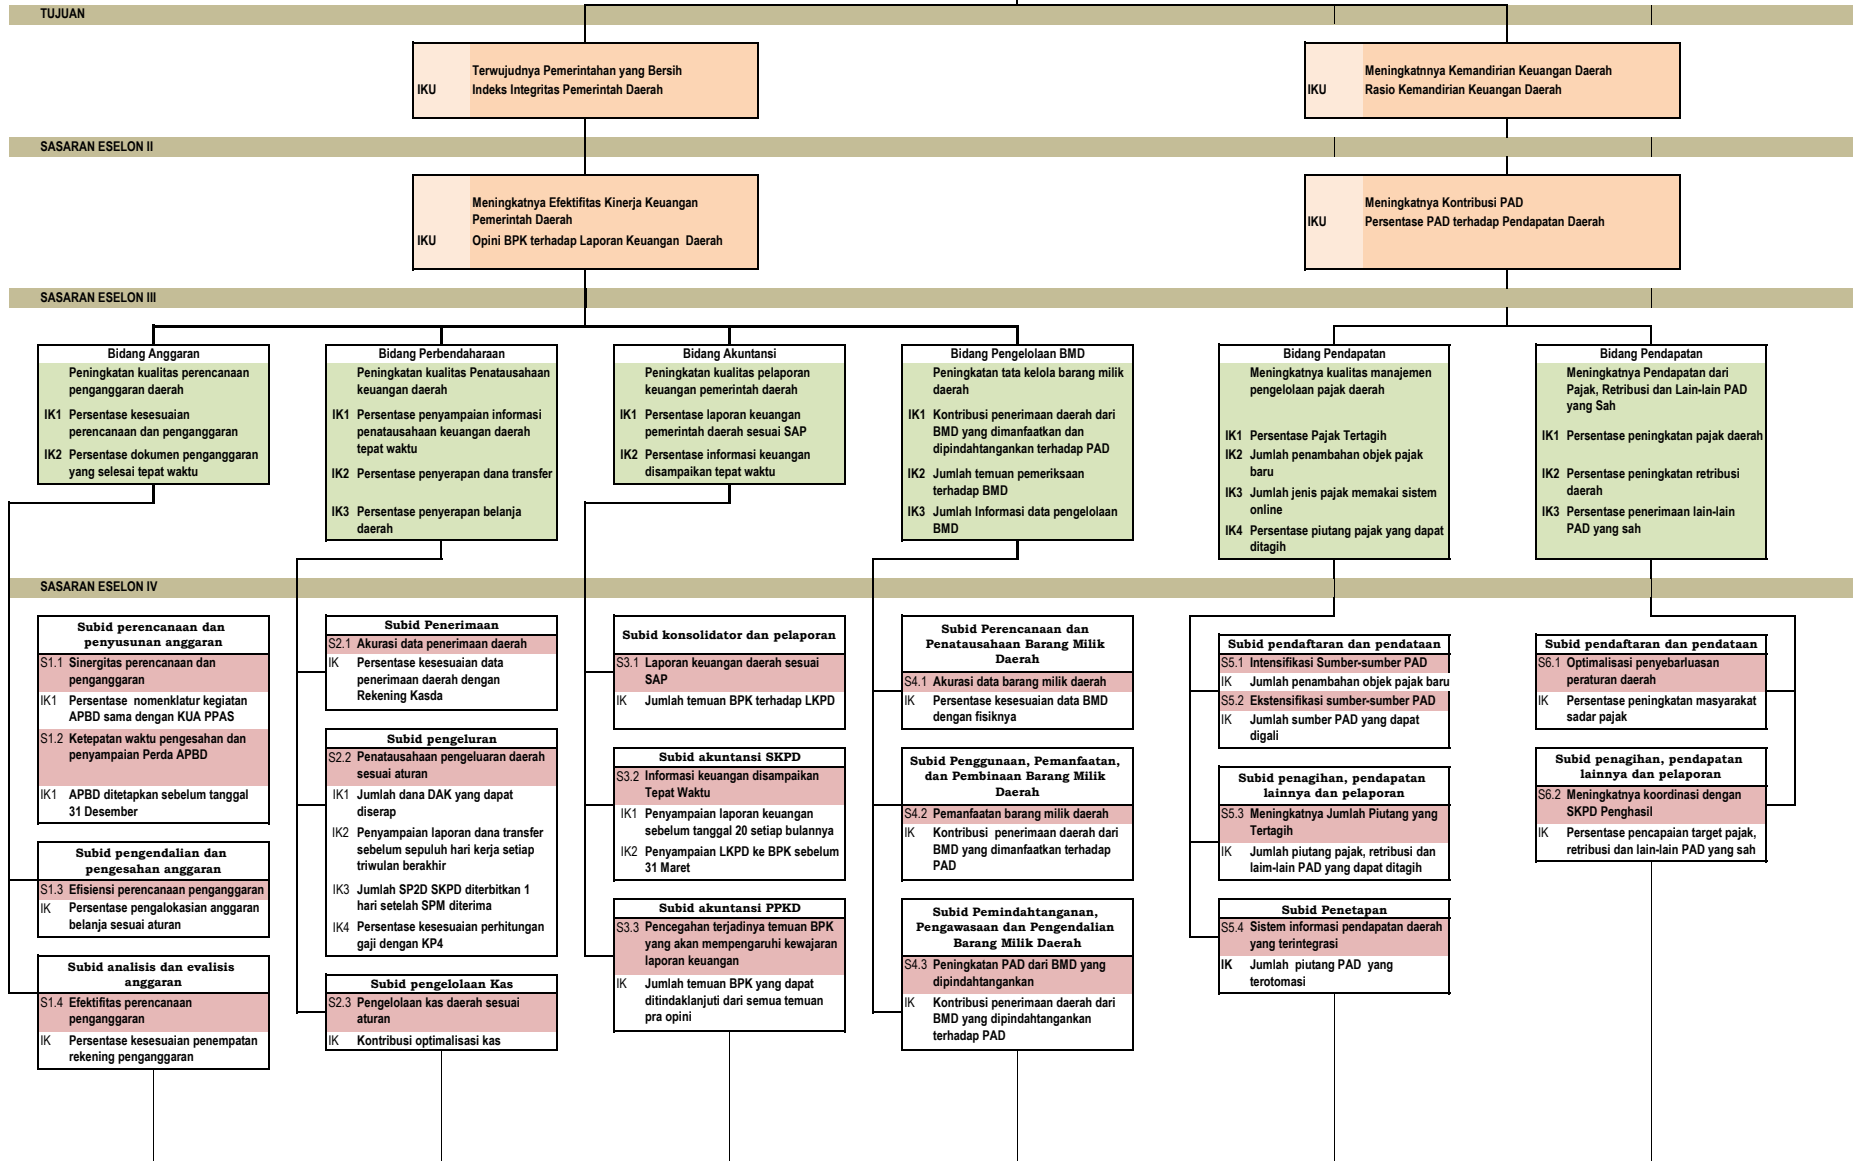 TUJUAN
Terwujudnya Pemerintahan yang Bersih
IKU Indeks Integritas Pemerintah Daerah
Meningkatnnya Kemandirian Keuangan Daerah
IKU Rasio Kemandirian Keuangan Daerah
SASARAN ESELON II
Meningkatnya Efektifitas Kinerja Keuangan
Pemerintah Daerah
IKU Opini BPK terhadap Laporan Keuangan Daerah
Meningkatnya Kontribusi PAD
IKU Persentase PAD terhadap Pendapatan Daerah
SASARAN ESELON III
Bidang Anggaran
Peningkatan kualitas perencanaan
penganggaran daerah
IK1 Persentase kesesuaian
perencanaan dan penganggaran
IK2 Persentase dokumen penganggaran
yang selesai tepat waktu
Bidang Perbendaharaan
Peningkatan kualitas Penatausahaan
keuangan daerah
IK1 Persentase penyampaian informasi
penatausahaan keuangan daerah
tepat waktu
IK2 Persentase penyerapan dana transfer
IK3 Persentase penyerapan belanja
daerah
Bidang Akuntansi
Peningkatan kualitas pelaporan
keuangan pemerintah daerah
IK1 Persentase laporan keuangan
pemerintah daerah sesuai SAP
IK2 Persentase informasi keuangan
disampaikan tepat waktu
Bidang Pengelolaan BMD
Peningkatan tata kelola barang milik
daerah
IK1 Kontribusi penerimaan daerah dari
BMD yang dimanfaatkan dan
dipindahtangankan terhadap PAD
IK2 Jumlah temuan pemeriksaan
terhadap BMD
IK3 Jumlah Informasi data pengelolaan
BMD
Bidang Pendapatan
Meningkatnya kualitas manajemen
pengelolaan pajak daerah
IK1 Persentase Pajak Tertagih
IK2 Jumlah penambahan objek pajak
baru
IK3 Jumlah jenis pajak memakai sistem
online
IK4 Persentase piutang pajak yang dapat
ditagih
Bidang Pendapatan
Meningkatnya Pendapatan dari
Pajak, Retribusi dan Lain-lain PAD
yang Sah
IK1 Persentase peningkatan pajak daerah
IK2 Persentase peningkatan retribusi
daerah
IK3 Persentase penerimaan lain-lain
PAD yang sah
SASARAN ESELON IV
Subid perencanaan dan
penyusunan anggaran
S1.1 Sinergitas perencanaan dan
penganggaran
IK1 Persentase nomenklatur kegiatan
APBD sama dengan KUA PPAS
S1.2 Ketepatan waktu pengesahan dan
penyampaian Perda APBD
IK1 APBD ditetapkan sebelum tanggal
31 Desember
Subid pengendalian dan
pengesahan anggaran
S1.3 Efisiensi perencanaan penganggaran
IK Persentase pengalokasian anggaran
belanja sesuai aturan
Subid analisis dan evalisis
anggaran
S1.4 Efektifitas perencanaan
penganggaran
IK Persentase kesesuaian penempatan
rekening penganggaran
Subid Penerimaan
S2.1 Akurasi data penerimaan daerah
IK Persentase kesesuaian data
penerimaan daerah dengan
Rekening Kasda
Subid pengeluran
S2.2 Penatausahaan pengeluaran daerah
sesuai aturan
IK1 Jumlah dana DAK yang dapat
diserap
IK2 Penyampaian laporan dana transfer
sebelum sepuluh hari kerja setiap
triwulan berakhir
IK3 Jumlah SP2D SKPD diterbitkan 1
hari setelah SPM diterima
IK4 Persentase kesesuaian perhitungan
gaji dengan KP4
Subid pengelolaan Kas
S2.3 Pengelolaan kas daerah sesuai
aturan
IK Kontribusi optimalisasi kas
Subid konsolidator dan pelaporan
S3.1 Laporan keuangan daerah sesuai
SAP
IK Jumlah temuan BPK terhadap LKPD
Subid akuntansi SKPD
S3.2 Informasi keuangan disampaikan
Tepat Waktu
IK1 Penyampaian laporan keuangan
sebelum tanggal 20 setiap bulannya
IK2 Penyampaian LKPD ke BPK sebelum
31 Maret
Subid akuntansi PPKD
S3.3 Pencegahan terjadinya temuan BPK
yang akan mempengaruhi kewajaran
laporan keuangan
IK Jumlah temuan BPK yang dapat
ditindaklanjuti dari semua temuan
pra opini
Subid Perencanaan dan
Penatausahaan Barang Milik
Daerah
S4.1 Akurasi data barang milik daerah
IK Persentase kesesuaian data BMD
dengan fisiknya
Subid Penggunaan, Pemanfaatan,
dan Pembinaan Barang Milik
Daerah
S4.2 Pemanfaatan barang milik daerah
IK Kontribusi penerimaan daerah dari
BMD yang dimanfaatkan terhadap
PAD
Subid Pemindahtanganan,
Pengawasaan dan Pengendalian
Barang Milik Daerah
S4.3 Peningkatan PAD dari BMD yang
dipindahtangankan
IK Kontribusi penerimaan daerah dari
BMD yang dipindahtangankan
terhadap PAD
Subid pendaftaran dan pendataan
S5.1 Intensifikasi Sumber-sumber PAD
IK Jumlah penambahan objek pajak baru
S5.2 Ekstensifikasi sumber-sumber PAD
IK Jumlah sumber PAD yang dapat
digali
Subid penagihan, pendapatan
lainnya dan pelaporan
S5.3 Meningkatnya Jumlah Piutang yang
Tertagih
IK Jumlah piutang pajak, retribusi dan
laim-lain PAD yang dapat ditagih
Subid Penetapan
S5.4 Sistem informasi pendapatan daerah
yang terintegrasi
IK Jumlah piutang PAD yang
terotomasi
Subid pendaftaran dan pendataan
S6.1 Optimalisasi penyebarluasan
peraturan daerah
IK Persentase peningkatan masyarakat
sadar pajak
Subid penagihan, pendapatan
lainnya dan pelaporan
S6.2 Meningkatnya koordinasi dengan
SKPD Penghasil
IK Persentase pencapaian target pajak,
retribusi dan lain-lain PAD yang sah